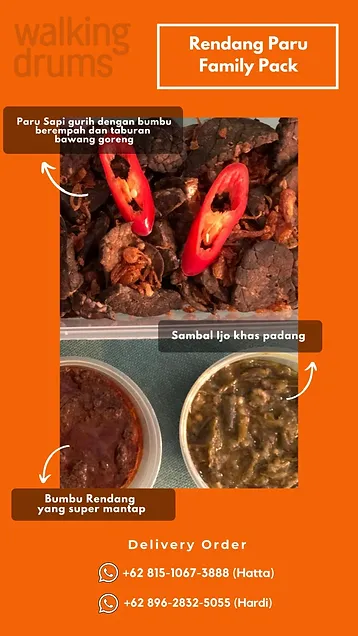 walking
drums
Rendang Paru
Family Pack
Paru Sapi gurih dengan bumbu
berempah dan taburan
bawang goreng
Sambal Ijo khas padang
Bumbu Rendang
yang super mantap
Delivery Order
+62 815-1067-3888 (Hatta)
+62 896-2832-5055 (Hardi)